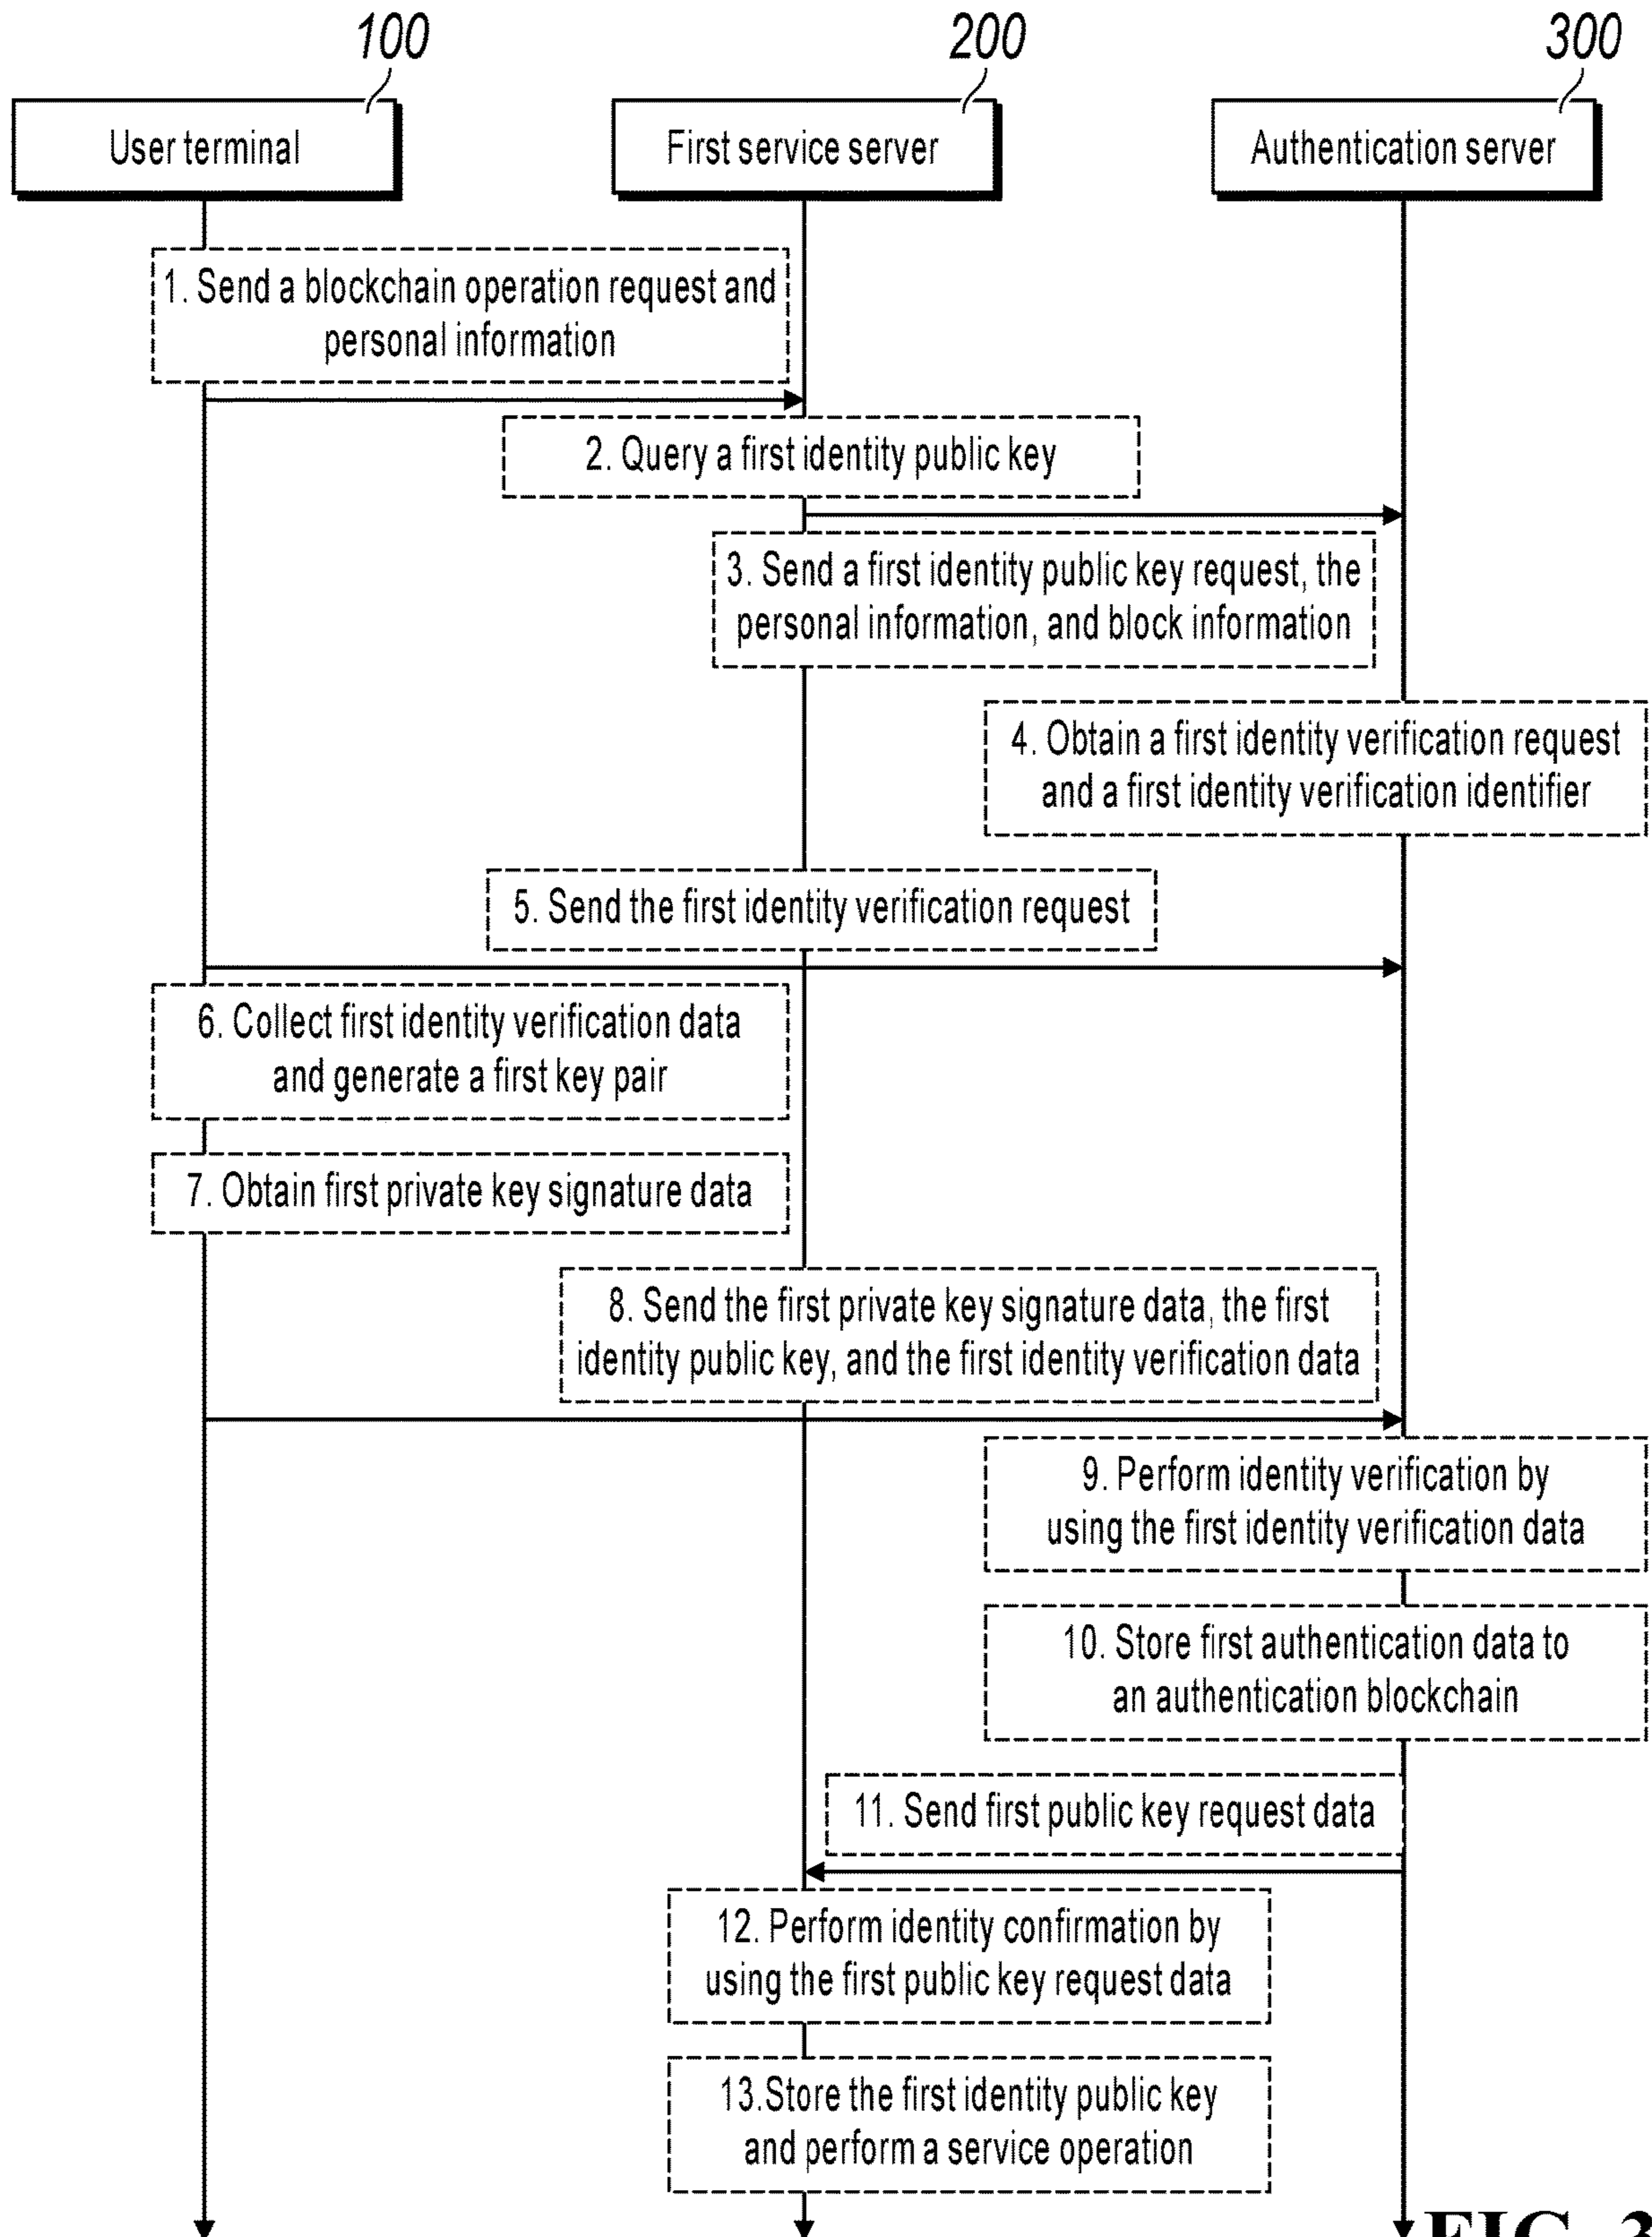 100
200
300
User terminal
First service server
Authentication server
1. Send a blockchain operation request and
personal information
2. Query a first identity public key
3. Send a first identity public key request, the
personal information, and block information
4. Obtain a first identity verification request
and a first identity verification identifier
5. Send the first identity verification request
6. Collect first identity verification data
and generate a first key pair
7. Obtain first private key signature data
8. Send the first private key signature data, the first
identity public key, and the first identity verification data
9. Perform identity verification by
using the first identity verification data
10. Store first authentication data to
an authentication blockchain
11. Send first public key request data
12. Perform identity confirmation by
using the first public key request data
13.Store the first identity public key
and perform a service operation
FIG. 3